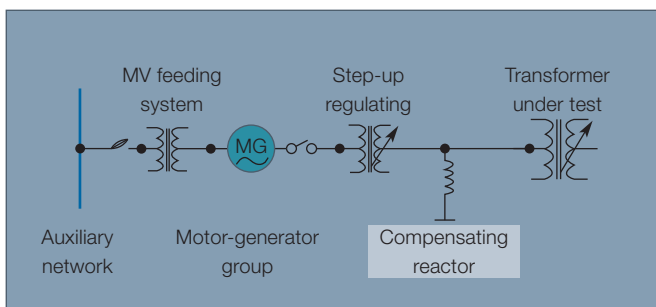 MV feeding
system
Step-up
regulating
Transformer
under test
MG
Auxiliary
network
Motor-generator
group
Compensating
reactor